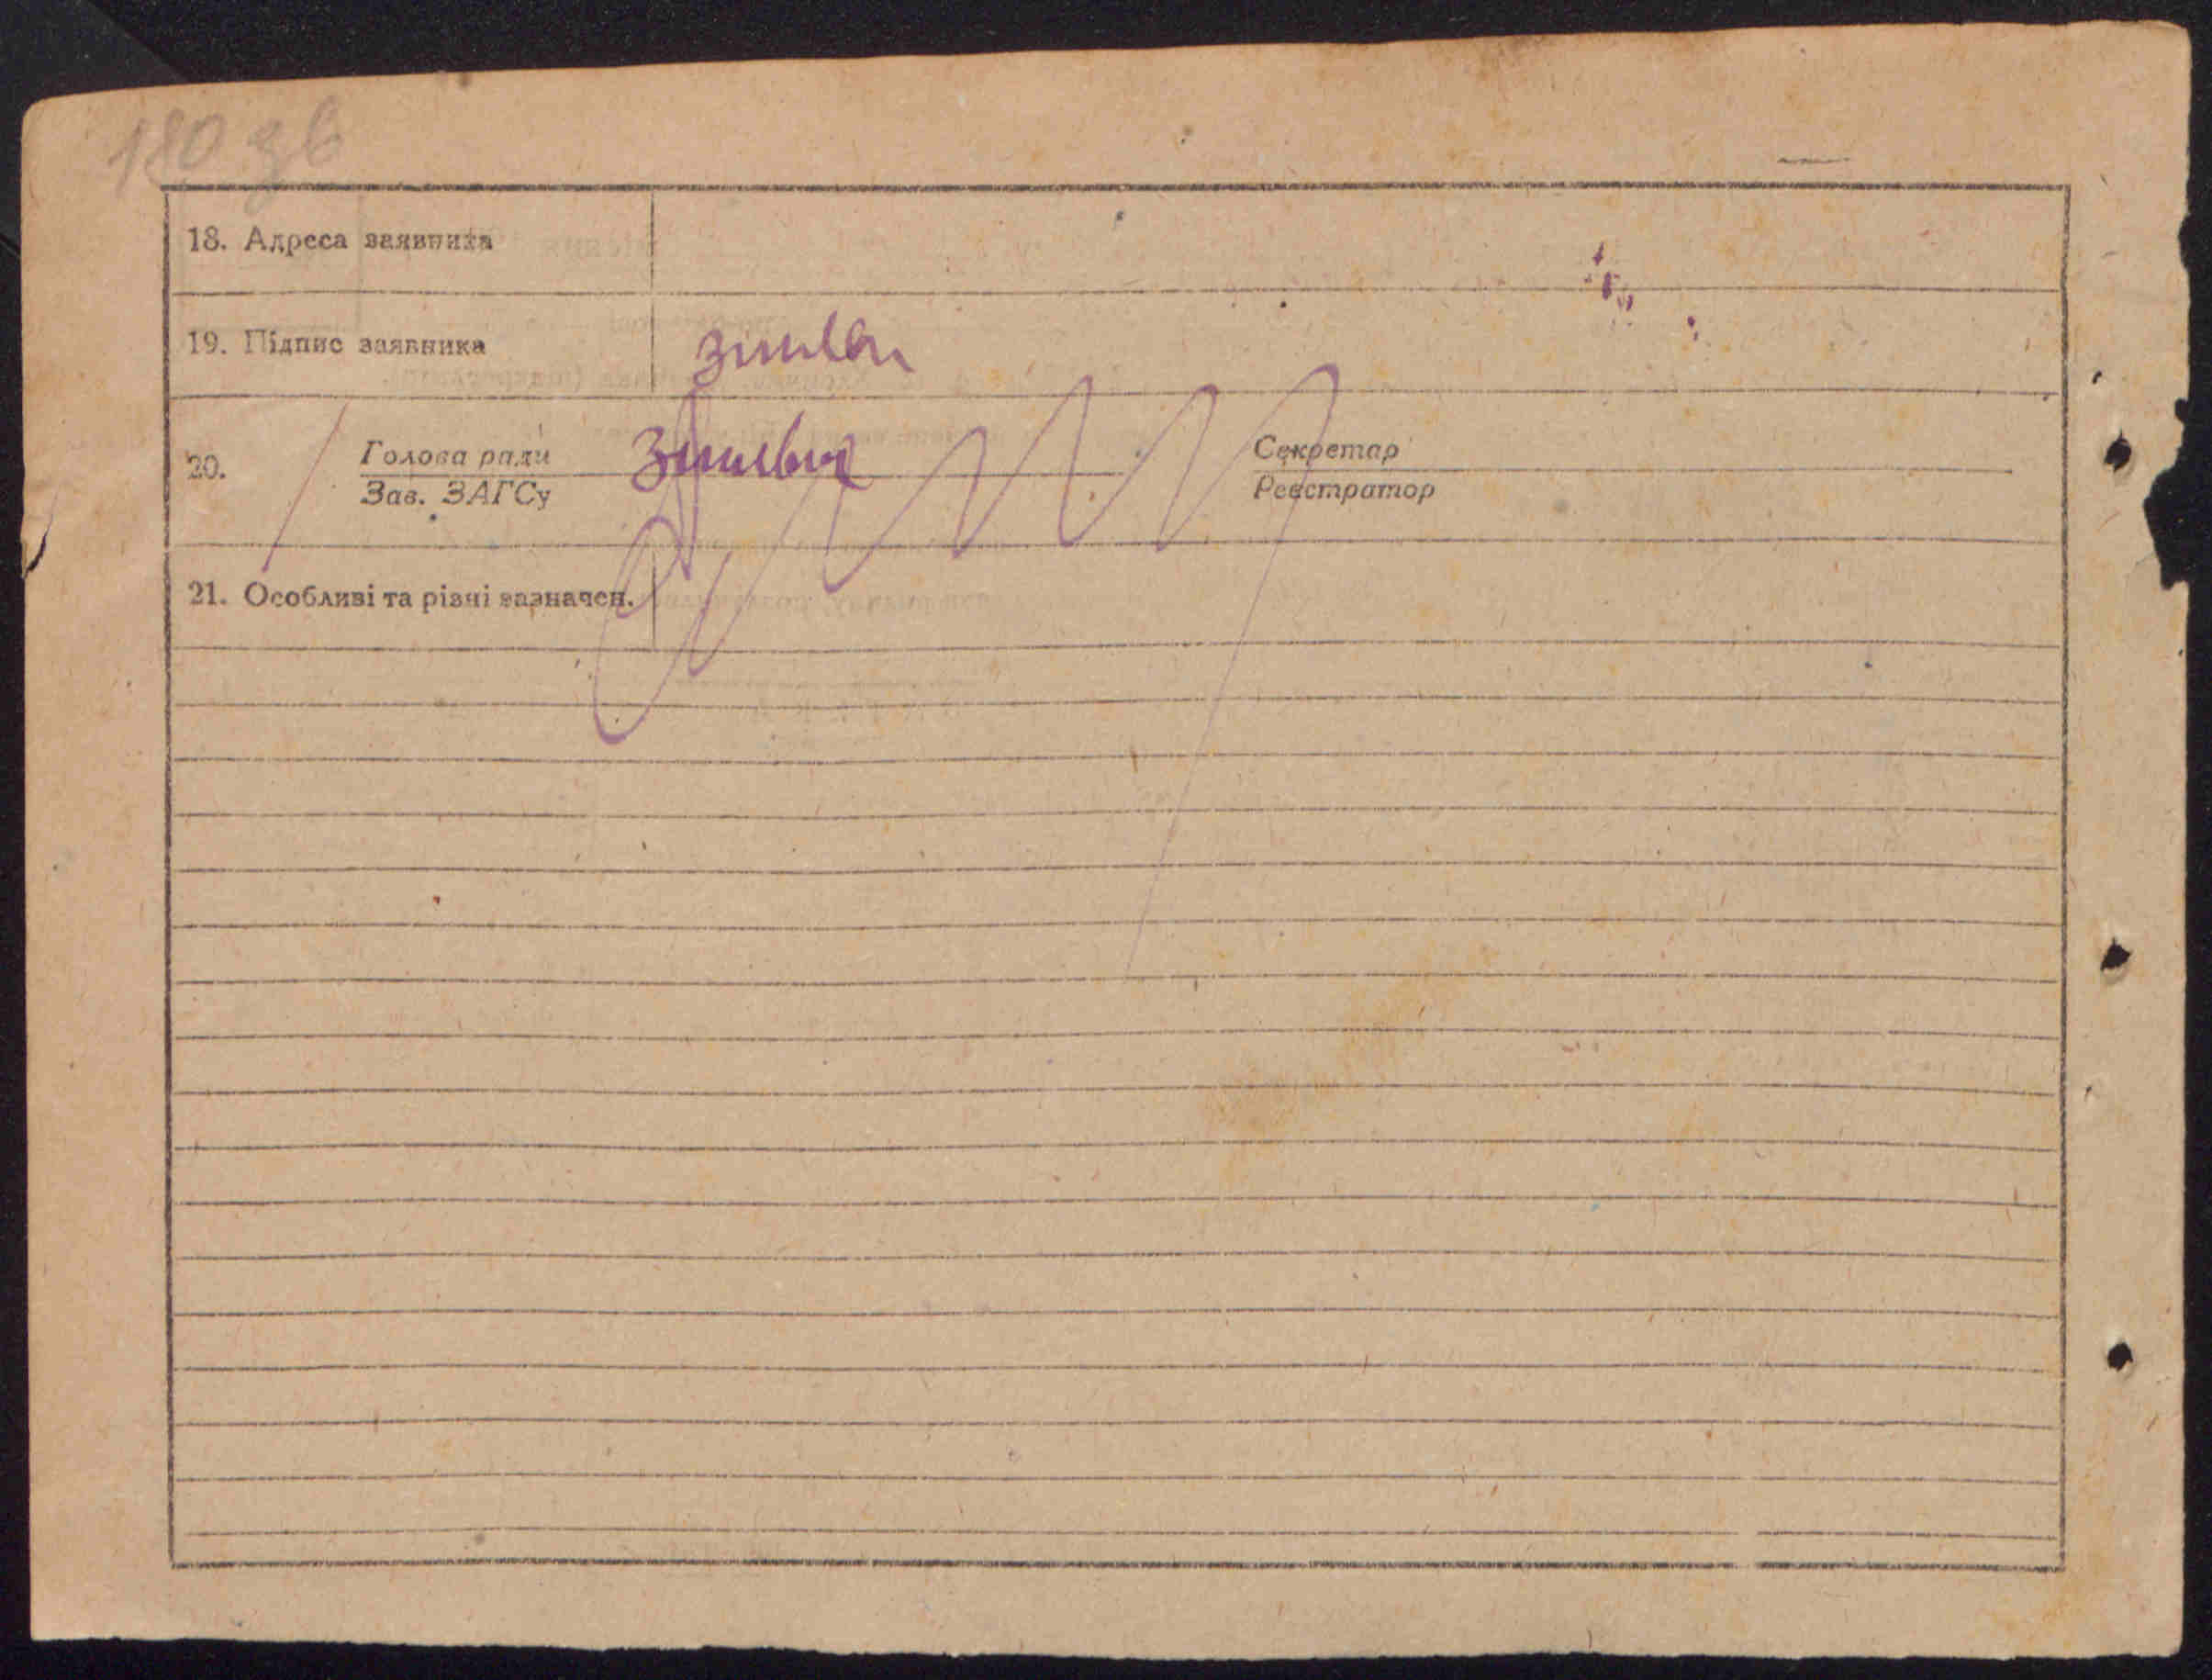 180 зв
18. Адреса заявника
19. Підпис заявника
20. Голова ради Секретар
Зав. ЗАГСу Реєстратор
21. Особливі та різні зазначен.